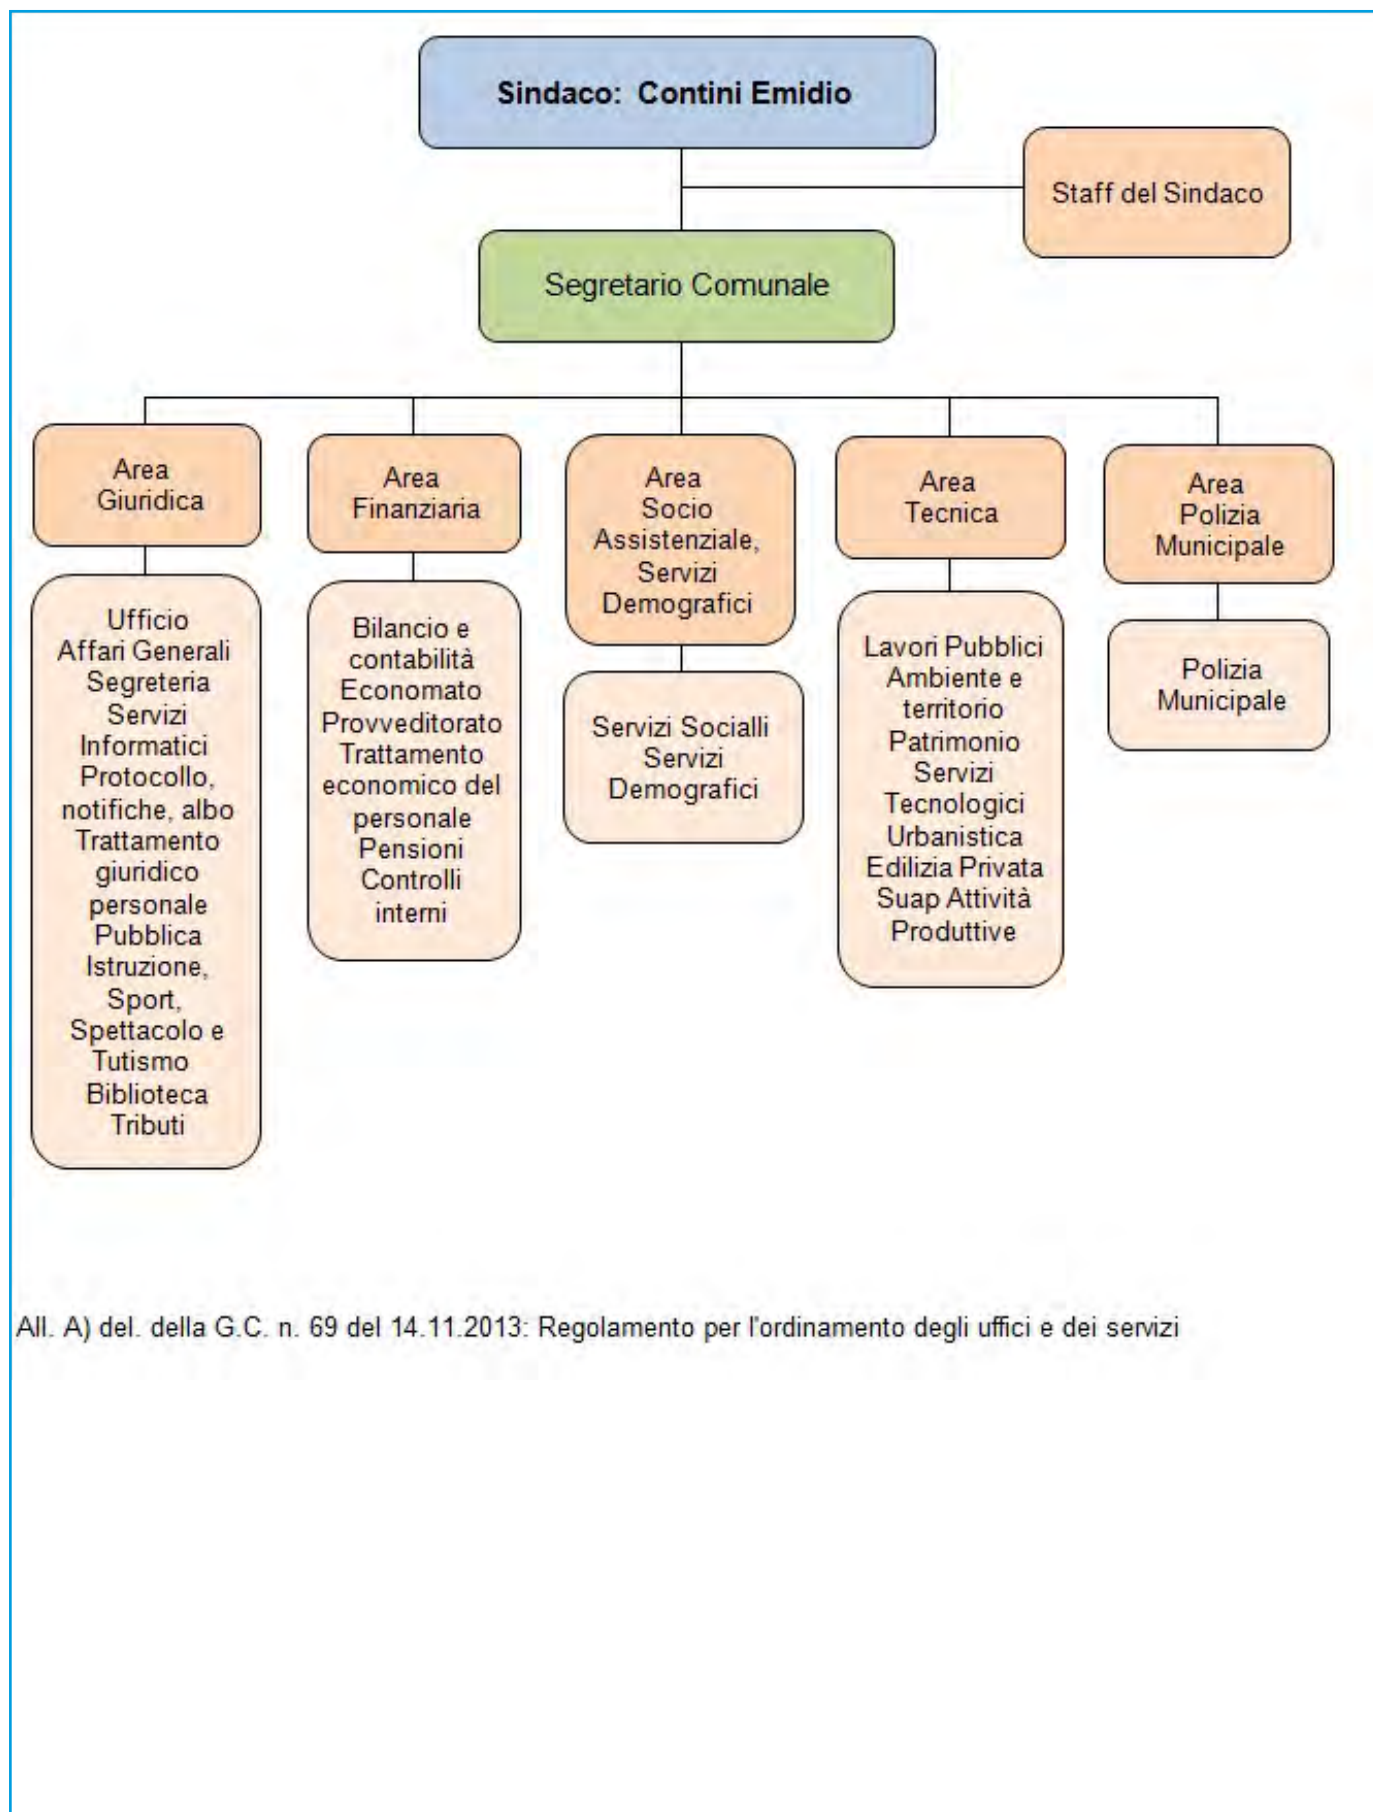 Sindaco: Contini Emidio
Staff del Sindaco
Segretario Comunale
Area
Giuridica
Area
Finanziaria
Area
Socio
Assistenziale,
Servizi
Demografici
Area
Tecnica
Area
Polizia
Municipale
Ufficio
Affari Generali
Segreteria
Servizi
Informatici
Protocollo,
notifiche, albo
Trattamento
giuridico
personale
Pubblica
Istruzione,
Sport,
Spettacolo e
Tutismo
Biblioteca
Tributi
Bilancio e
contabilità
Economato
Provveditorato
Trattamento
economico del
personale
Pensioni
Controlli
interni
Servizi Socialli
Servizi
Demografici
Lavori Pubblici
Ambiente e
territorio
Patrimonio
Servizi
Tecnologici
Urbanistica
Edilizia Privata
Suap Attività
Produttive
Polizia
Municipale
All. A) del. della G.C. n. 69 del 14.11.2013: Regolamento per l'ordinamento degli uffici e dei servizi